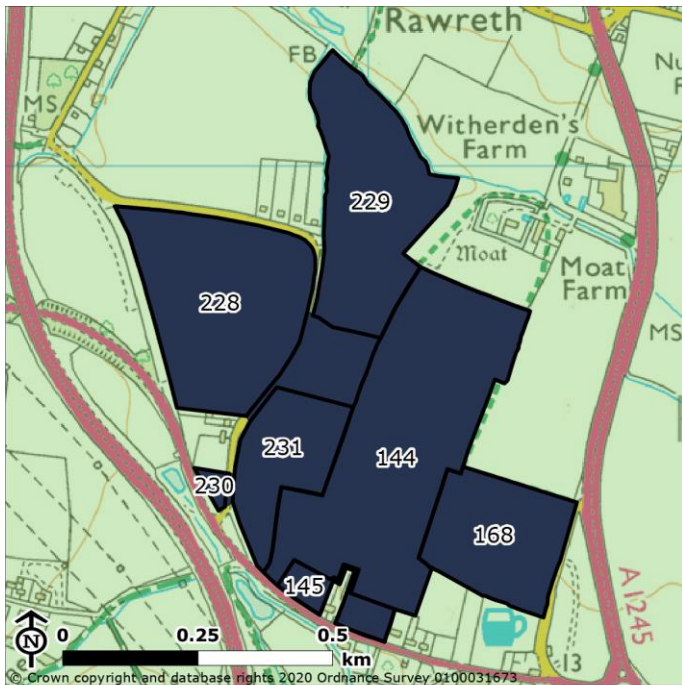 Rawreth
FB
Nu
F
MS
Witherden's
Farm
229
Moat
Moat
Farm
228
MS
231
144
230
168
145
A1245
N
0
0.25
0.5
km
13
© Crown copyright and database rights 2020 Ordnance Survey 0100031673